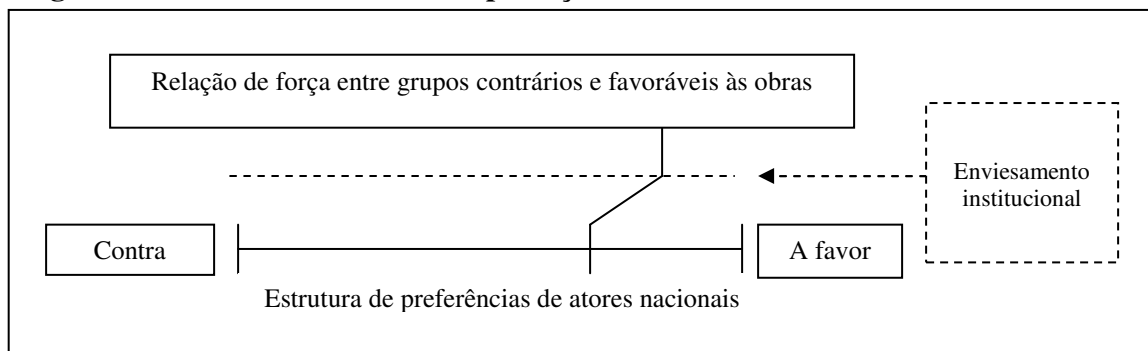 Relação de força entre grupos contrários e favoráveis às obras
Enviesamento
institucional
Contra
A favor
Estrutura de preferências de atores nacionais